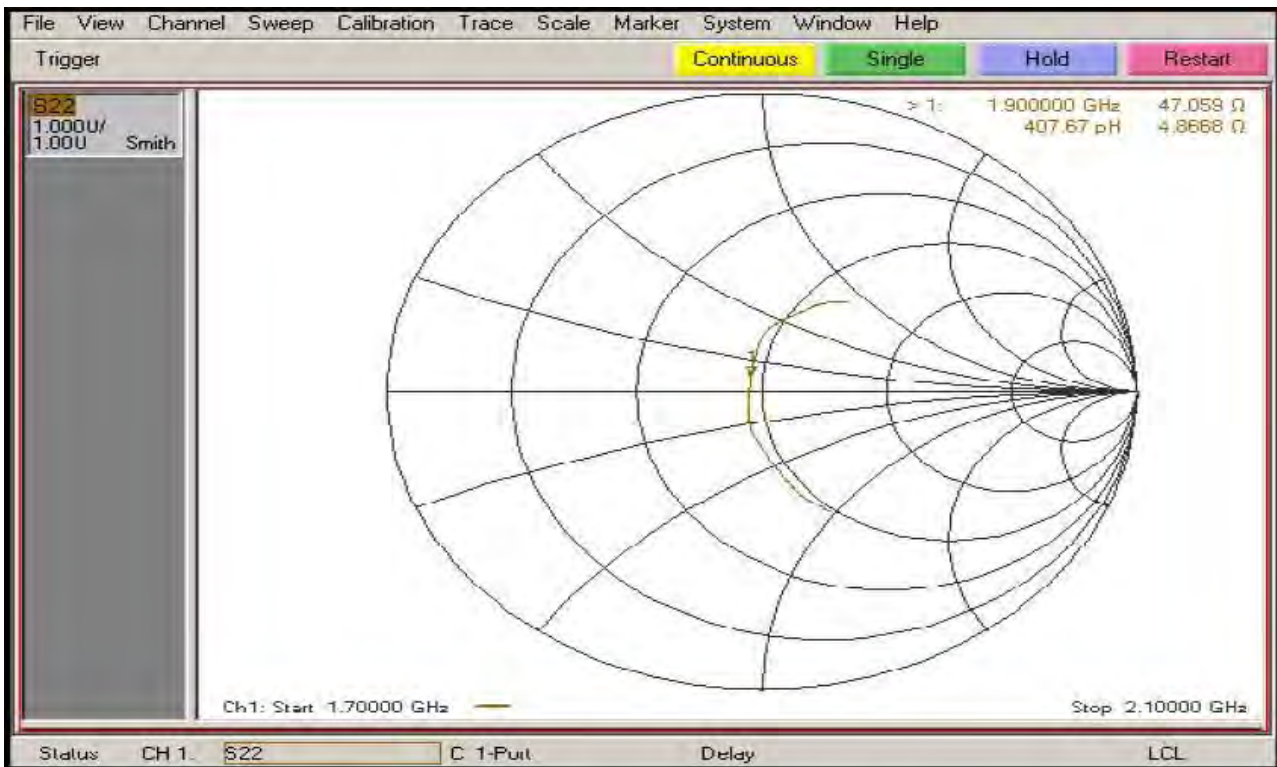 File View Channel Sweep Calibration Trace Scale Marker System Window Help
Trigger Continuous Single Hold Restart
S22
1.000U/
1.00U Smith
> 1: 1.900000 GHz 47.059 Ω
407.67 pH 4.8668 Ω
Ch1: Start 1.70000 GHz
Stop 2.10000 GHz
Status CH 1: S22 C 1-Port Delay LCL